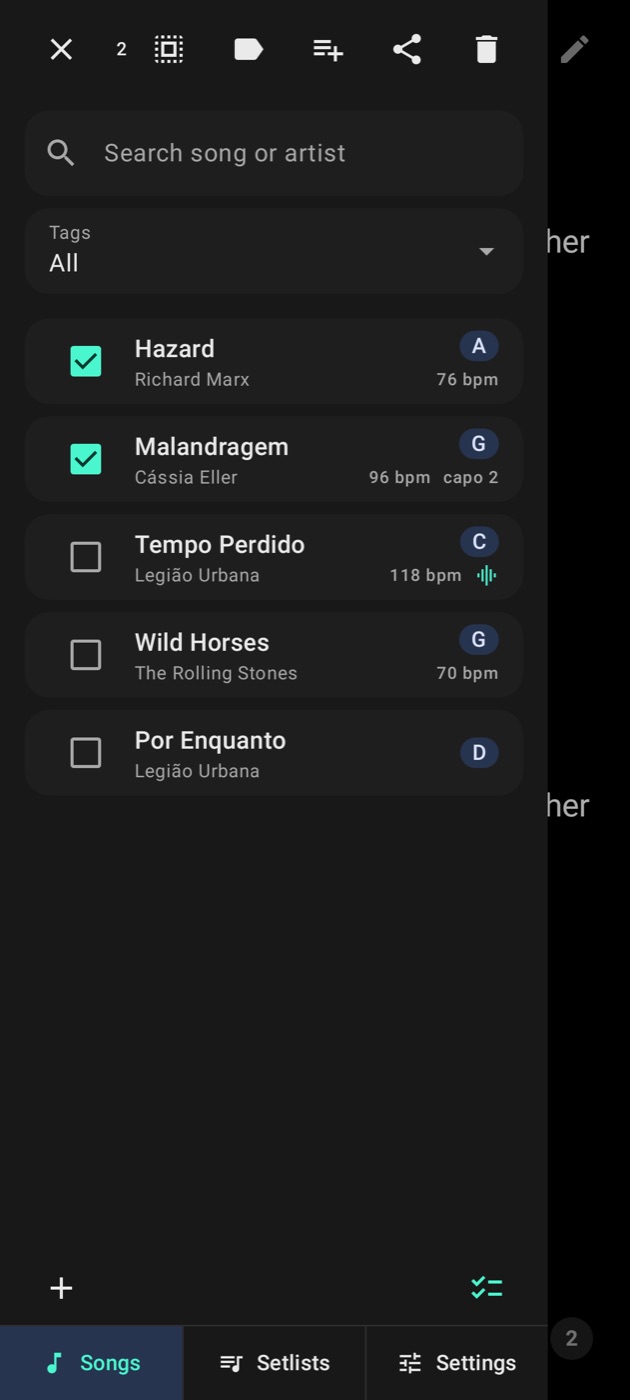 2
Search song or artist
her
Tags
All
Hazard
A
Richard Marx
76 bpm
Malandragem
G
Cássia Eller
96 bpm capo 2
Tempo Perdido
C
Legião Urbana
118 bpm
Wild Horses
G
The Rolling Stones
70 bpm
Por Enquanto
D
Legião Urbana
her
Songs
Setlists
Settings
2